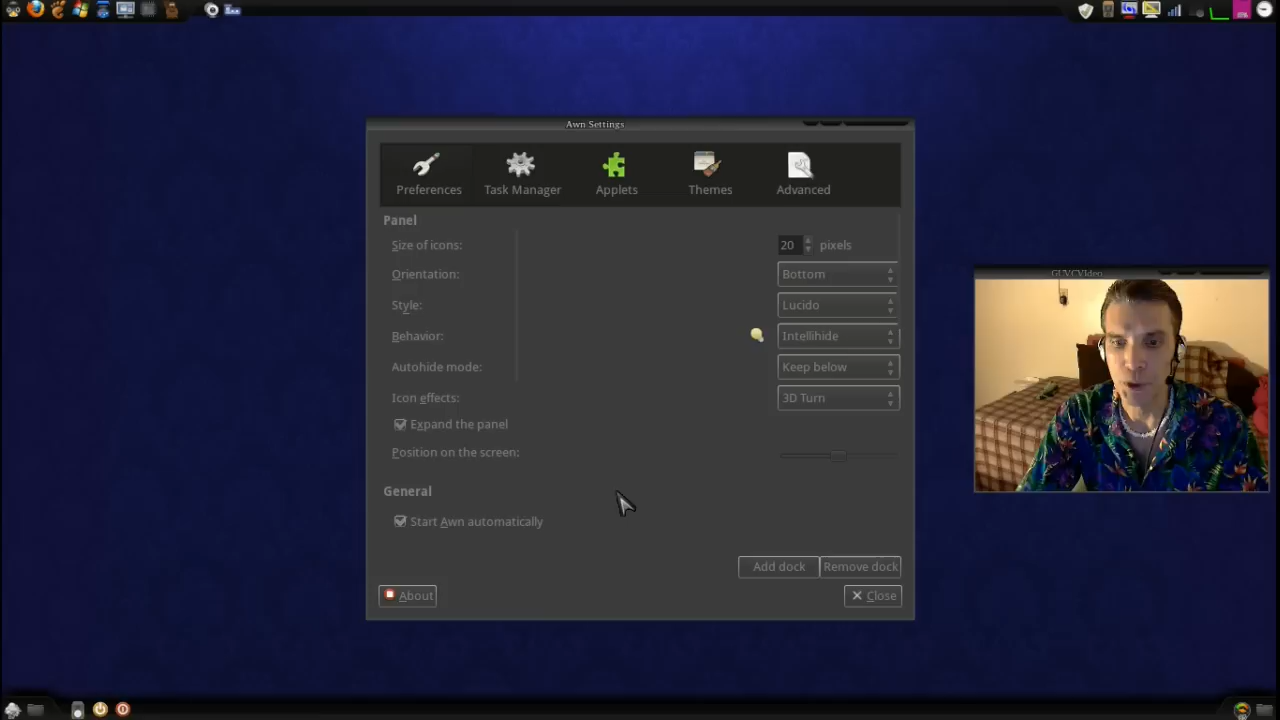 Awn Settings
Preferences Task Manager Applets Themes Advanced
Panel
Size of icons: 20 pixels
Orientation: Bottom
Style: Lucido
Behavior: Intellihide
Autohide mode: Keep below
Icon effects: 3D Turn
Expand the panel
Position on the screen:
General
Start Awn automatically
Add dock Remove dock
About Close
GUVCVIdeo